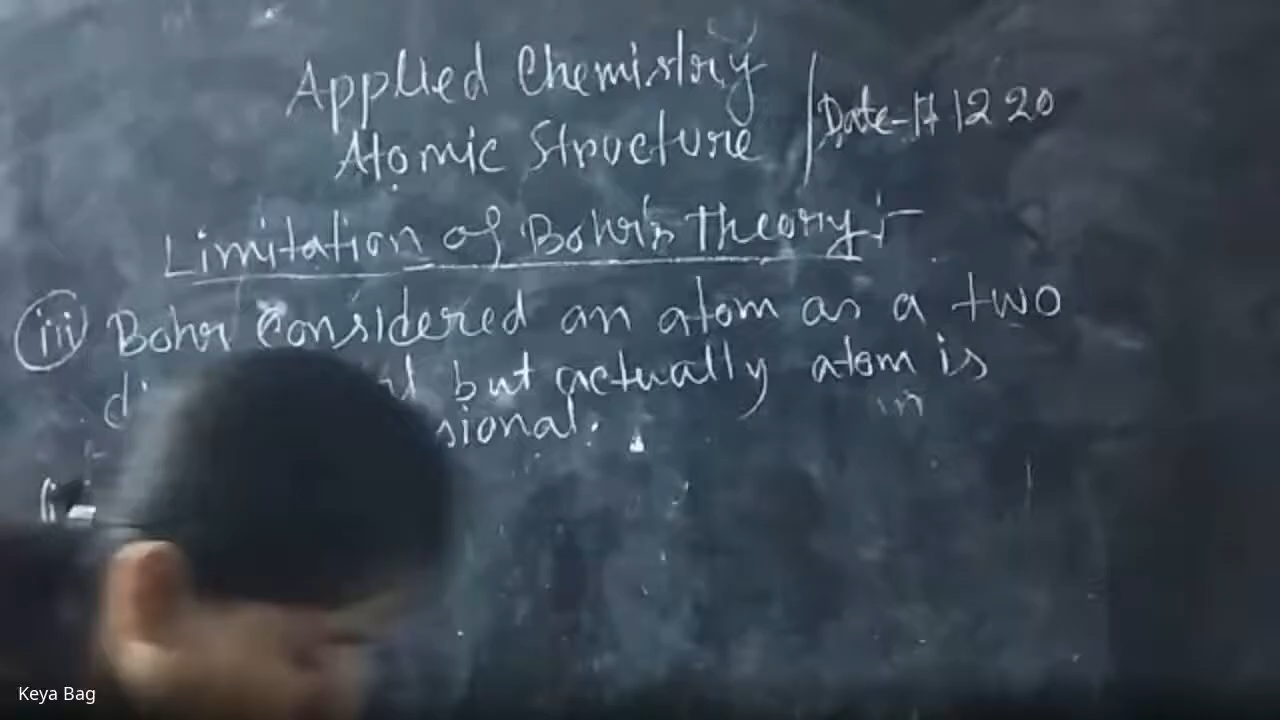 Applied Chemistry
Atomic Structure
Date-17 12 20
Limitation of Bohr's Theory:-
iii Bohr considered an atom as a two
but actually atom is
in
Keya Bag